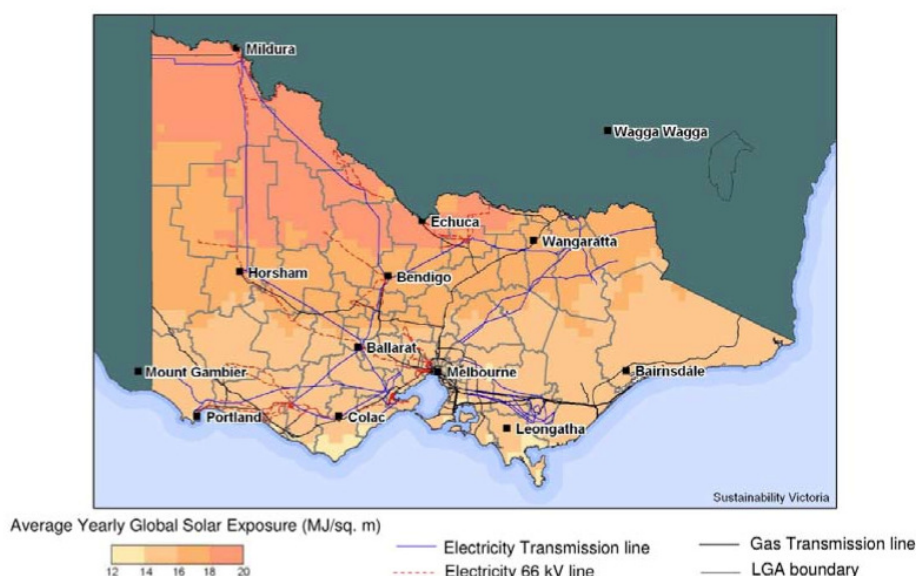 Mildura
Wagga Wagga
Echuca
Wangaratta
Horsham
Bendigo
Ballarat
Mount Gambier
Melbourne
Bairnsdale
Portland
Colac
Leongatha
Sustainability Victoria
Average Yearly Global Solar Exposure (MJ/sq. m)
12 14 16 18 20
Electricity Transmission line
Electricity 66 kV line
Gas Transmission line
LGA boundary